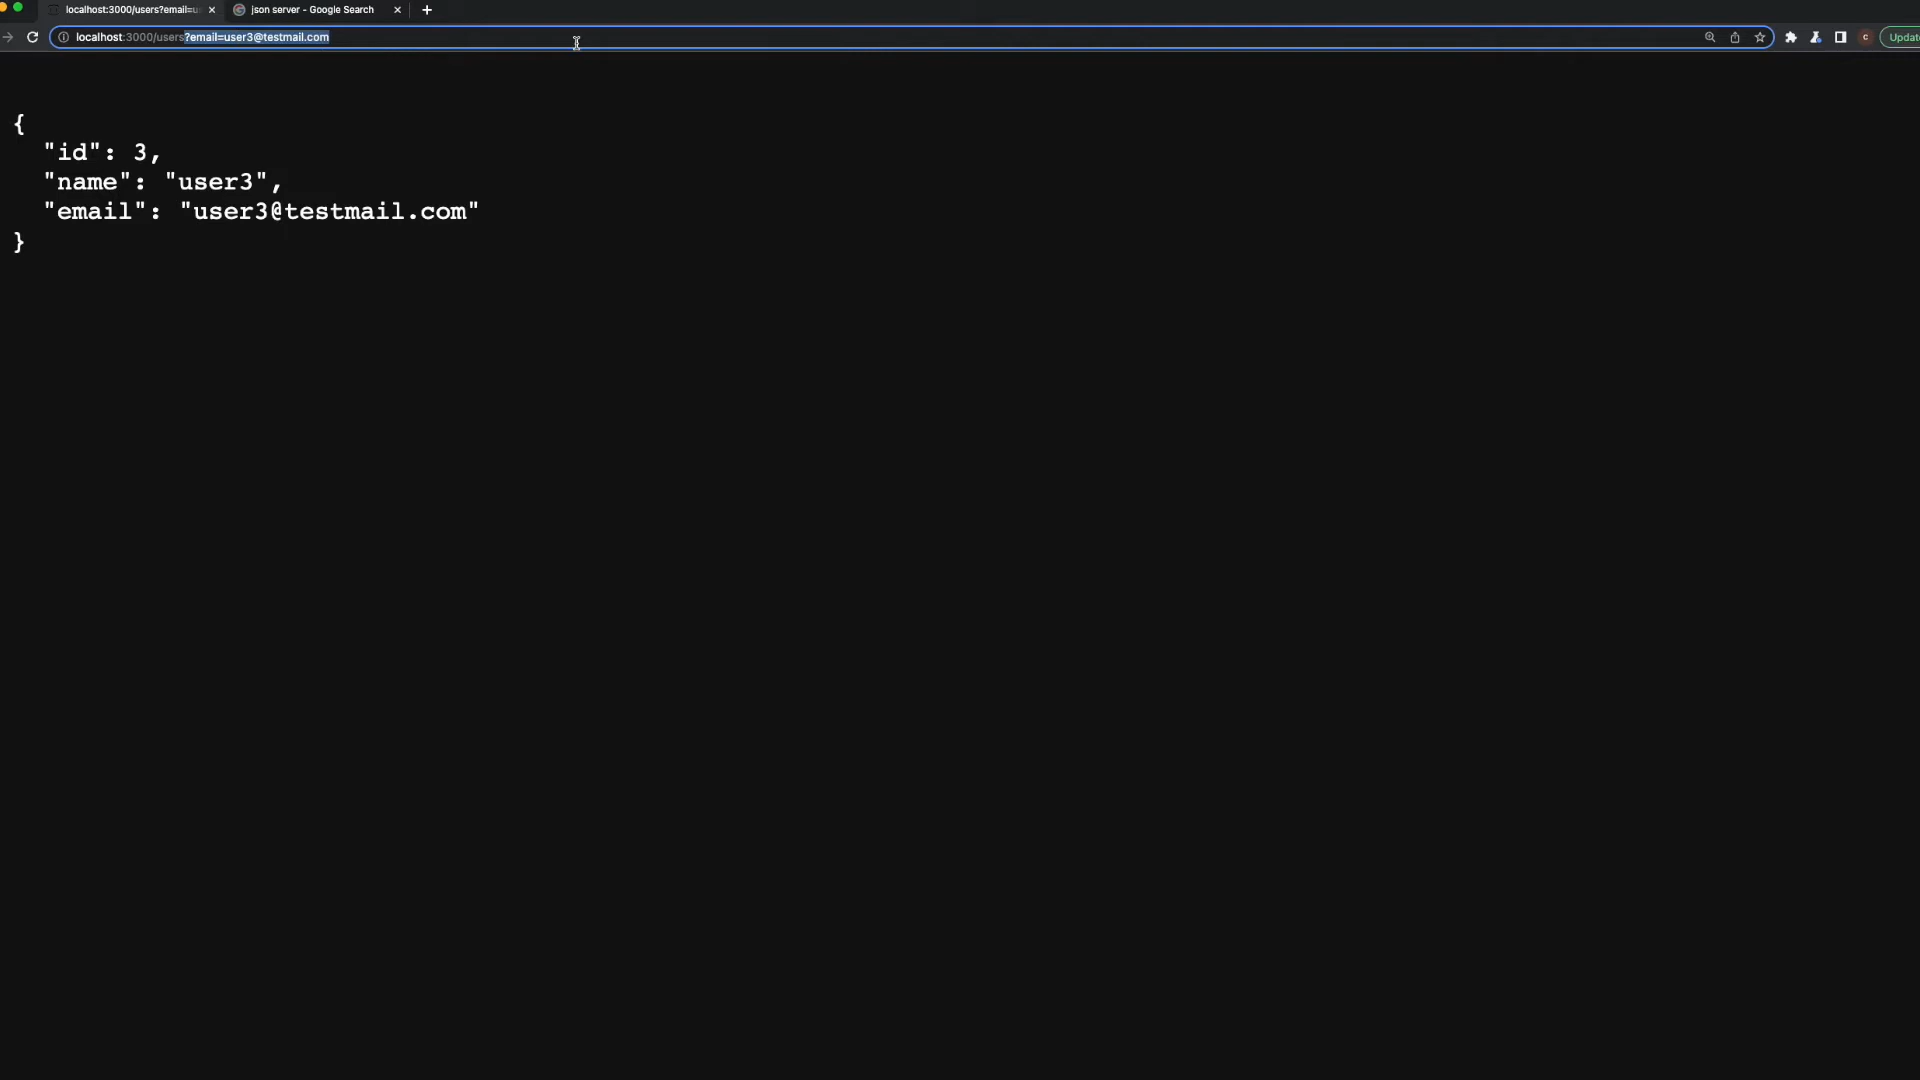 localhost:3000/users?email=u
json server - Google Search
localhost:3000/users?email=user3@testmail.com
C
Update
{
"id": 3,
"name": "user3",
"email": "user3@testmail.com"
}